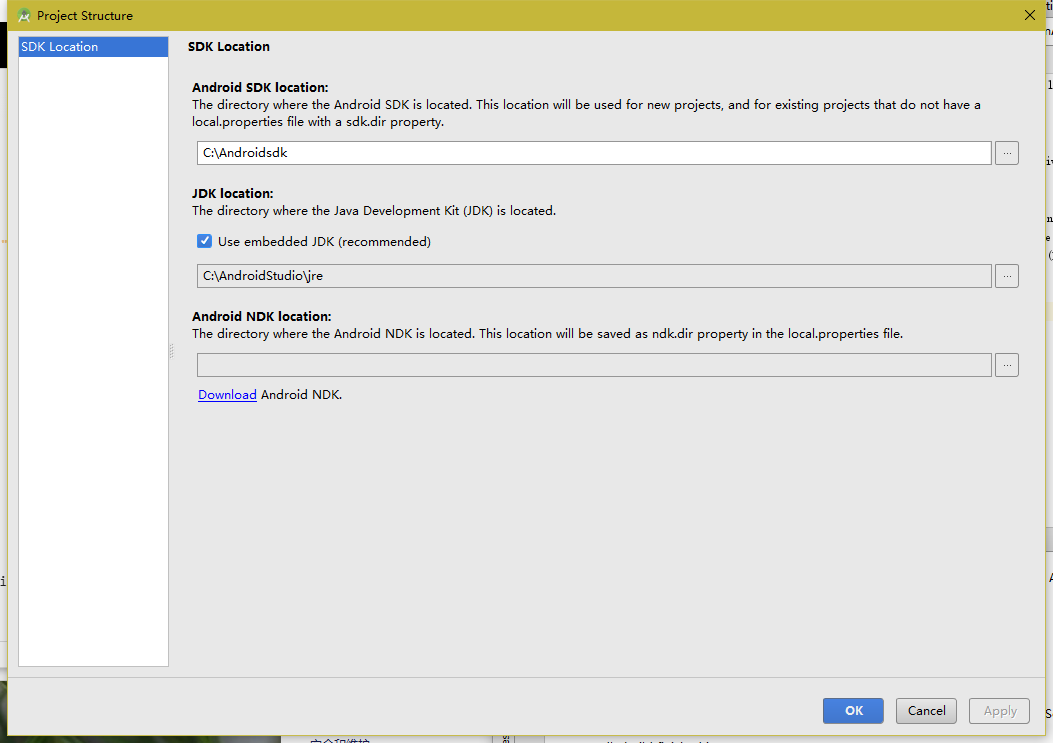 Project Structure
SDK Location
SDK Location
Android SDK location:
The directory where the Android SDK is located. This location will be used for new projects, and for existing projects that do not have a
local.properties file with a sdk.dir property.
C:\Androidsdk
...
JDK location:
The directory where the Java Development Kit (JDK) is located.
Use embedded JDK (recommended)
C:\AndroidStudio\jre
...
Android NDK location:
The directory where the Android NDK is located. This location will be saved as ndk.dir property in the local.properties file.
...
Download Android NDK.
OK
Cancel
Apply